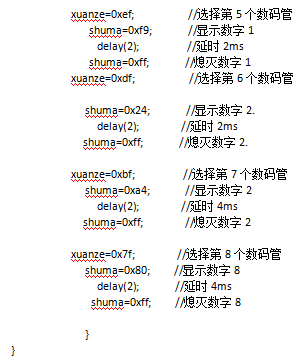 xuanze=0xef; //选择第 5 个数码管
shuma=0xf9; //显示数字 1
delay(2); //延时 2ms
shuma=0xff; //熄灭数字 1
xuanze=0xdf; //选择第 6 个数码管
shuma=0x24; //显示数字 2.
delay(2); //延时 2ms
shuma=0xff; //熄灭数字 2.
xuanze=0xbf; //选择第 7 个数码管
shuma=0xa4; //显示数字 2
delay(2); //延时 4ms
shuma=0xff; //熄灭数字 2
xuanze=0x7f; //选择第 8 个数码管
shuma=0x80; //显示数字 8
delay(2); //延时 4ms
shuma=0xff; //熄灭数字 8
}
}